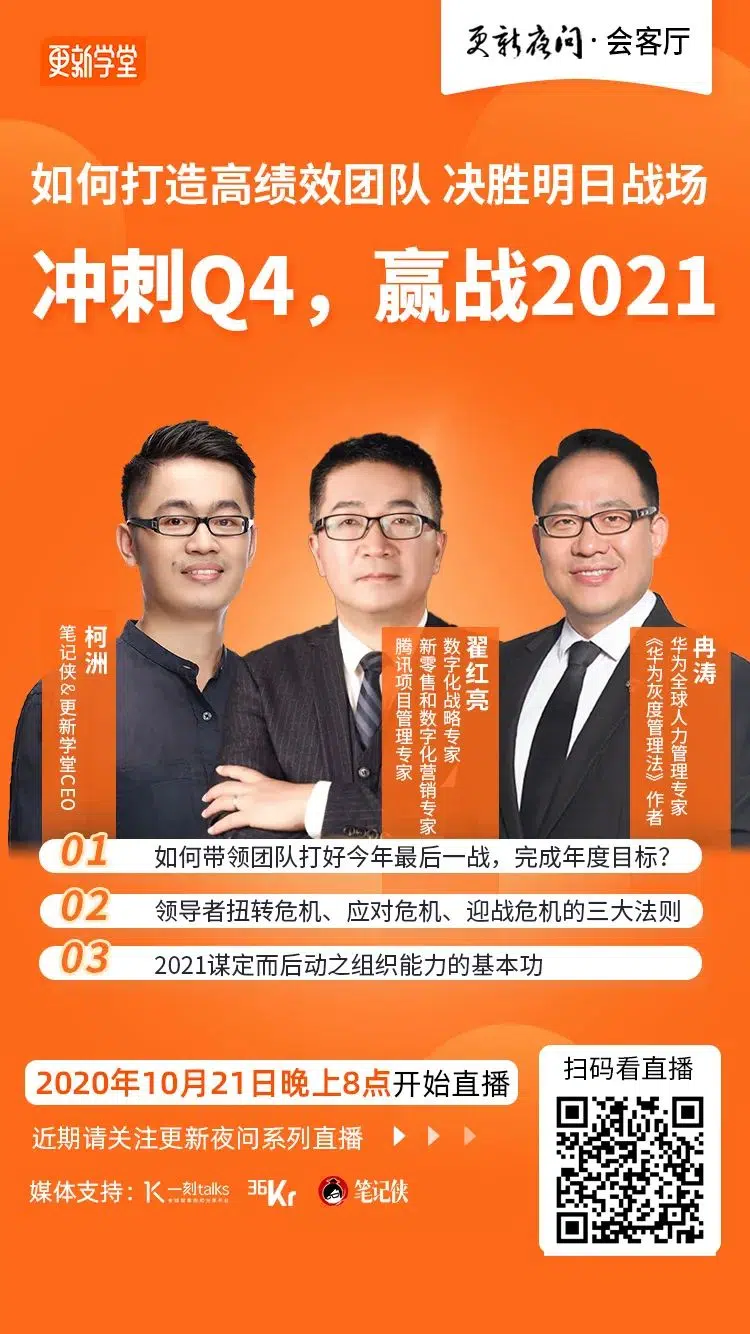 更新学堂
更新夜问·会客厅
如何打造高绩效团队 决胜明日战场
冲刺Q4，赢战2021
柯洲
笔记侠&更新学堂CEO
翟红亮
数字化战略专家
新零售和数字化营销专家
腾讯项目管理专家
冉涛
华为全球人力管理专家
《华为灰度管理法》作者
01 如何带领团队打好今年最后一战，完成年度目标？
02 领导者扭转危机、应对危机、迎战危机的三大法则
03 2021谋定而后动之组织能力的基本功
2020年10月21日晚上8点开始直播
扫码看直播
近期请关注更新夜问系列直播
媒体支持：一刻talks 36Kr 笔记侠